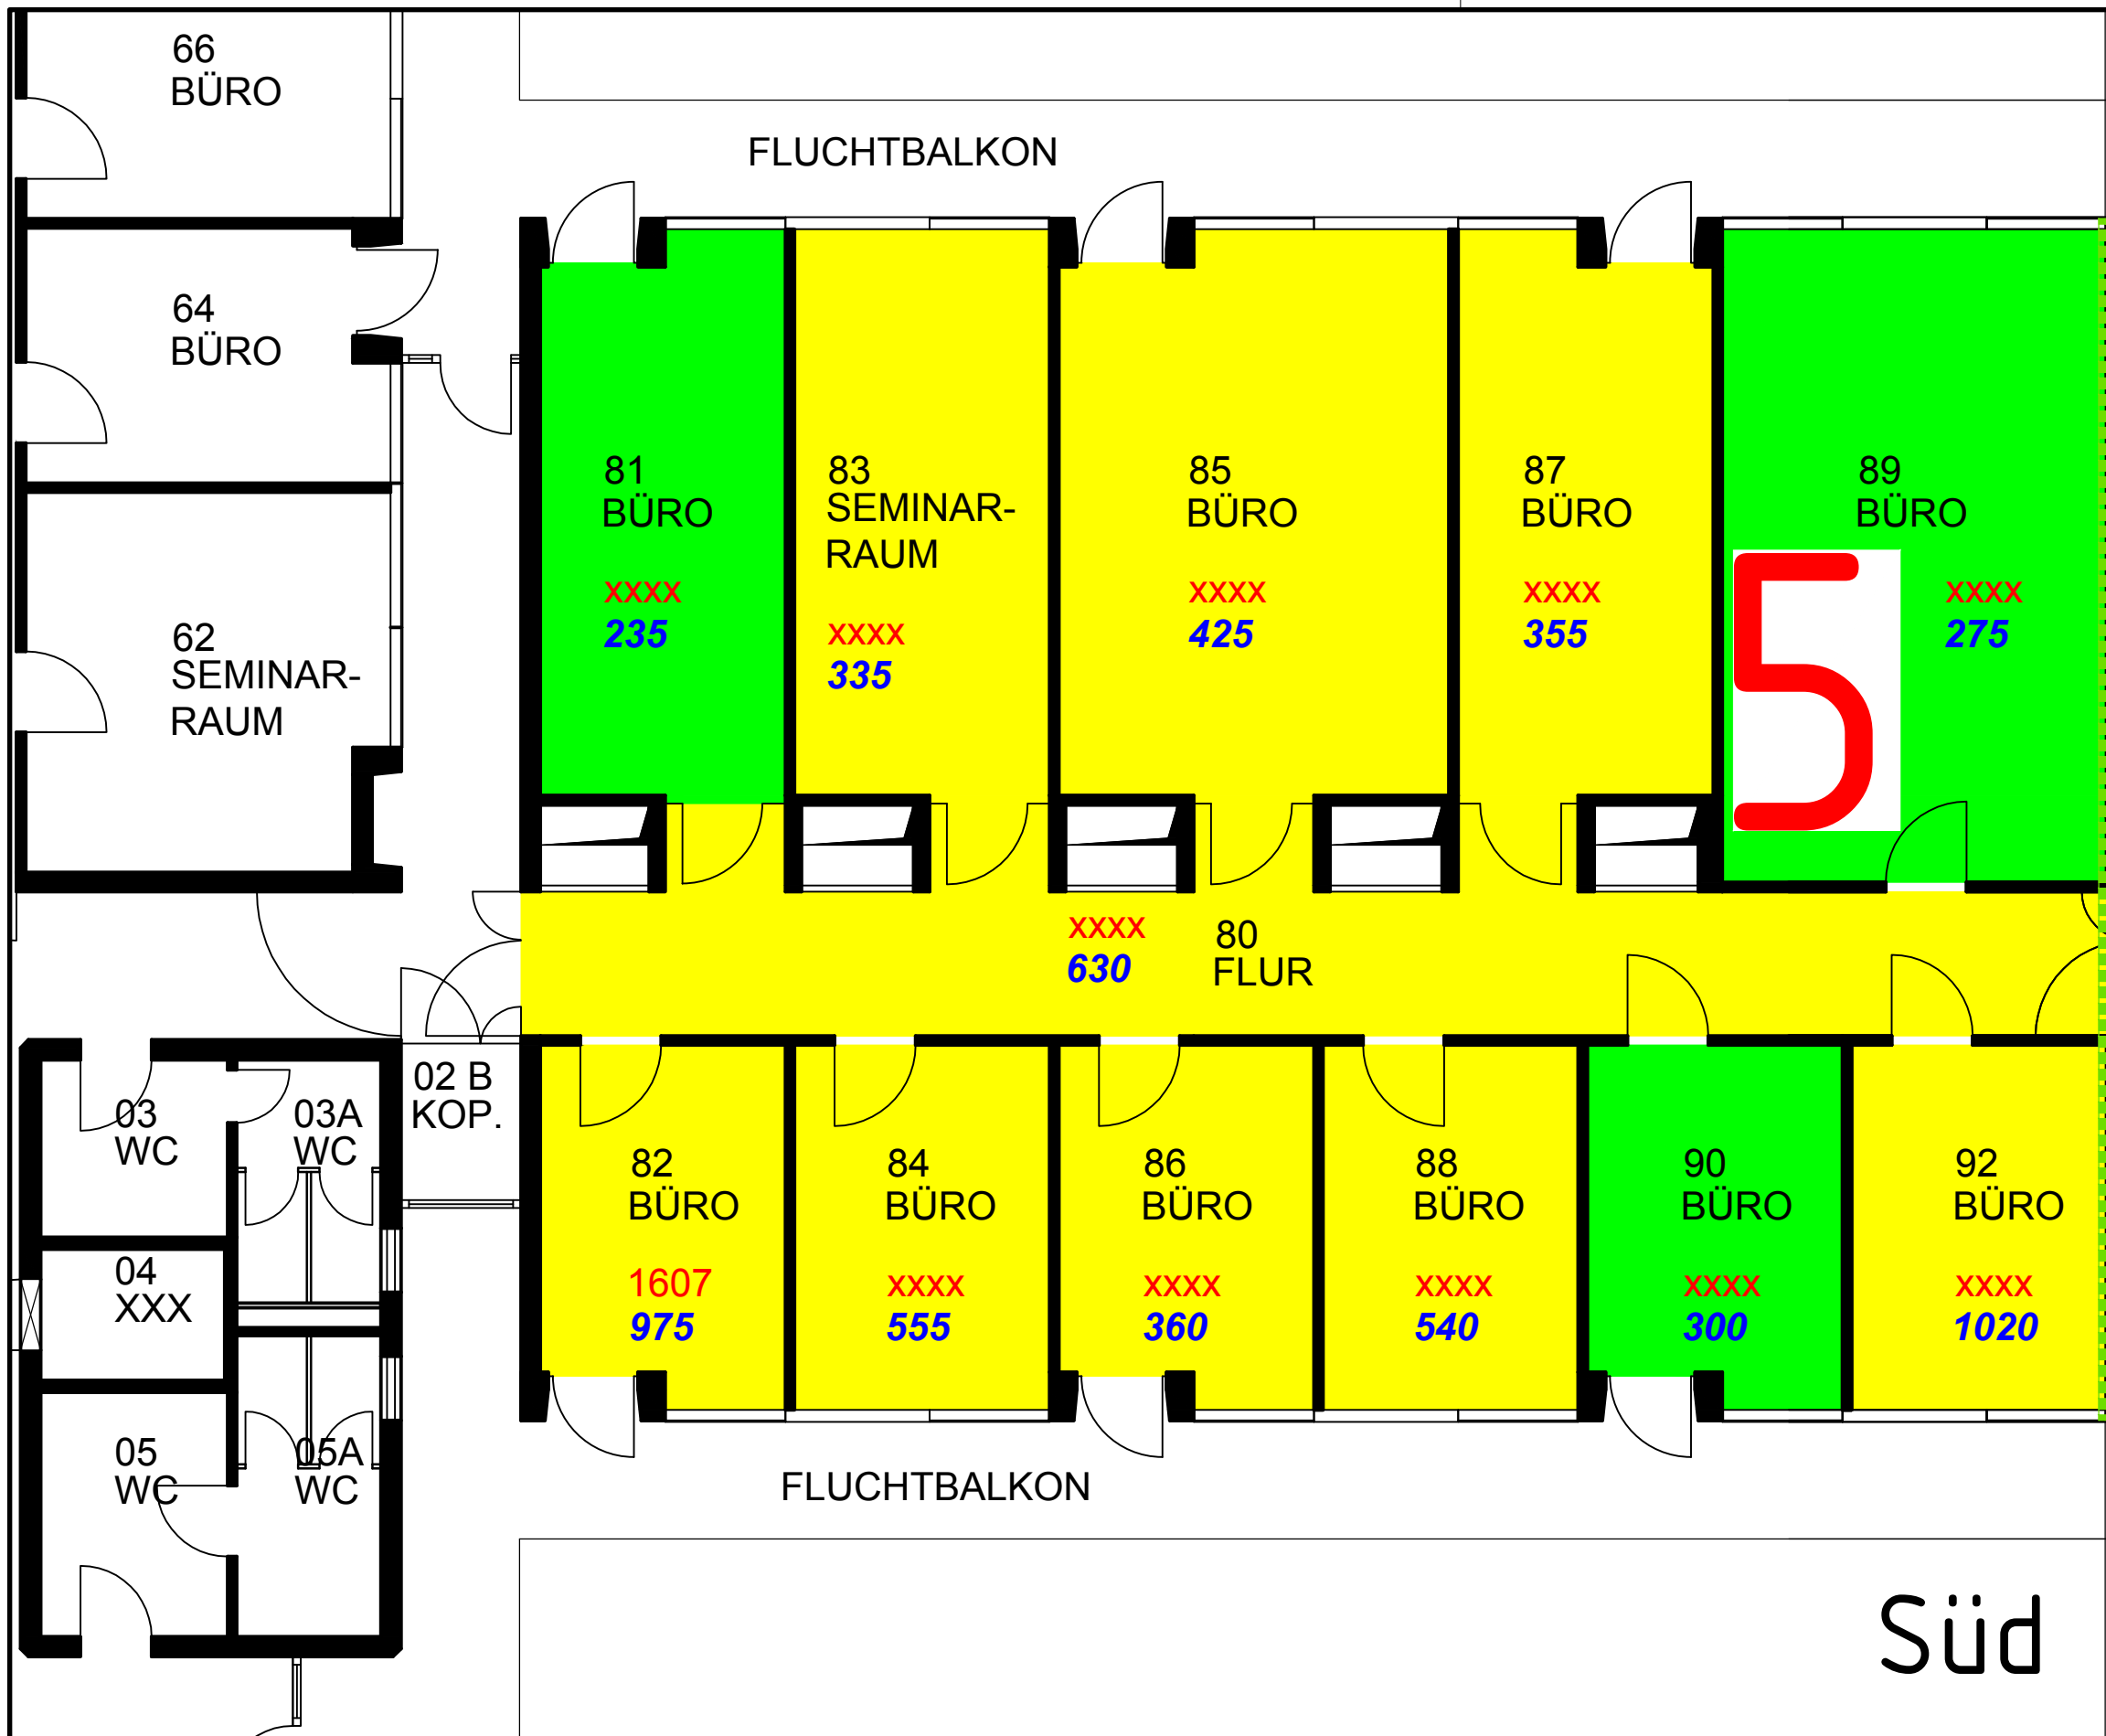 66
BÜRO
FLUCHTBALKON
64
BÜRO
62
SEMINAR-
RAUM
81
BÜRO
xxxx
235
83
SEMINAR-
RAUM
xxxx
335
85
BÜRO
xxxx
425
87
BÜRO
xxxx
355
89
BÜRO
5
xxxx
275
xxxx
630
80
FLUR
03
WC
03A
WC
02 B
KOP.
04
XXX
05
WC
05A
WC
82
BÜRO
1607
975
84
BÜRO
xxxx
555
86
BÜRO
xxxx
360
88
BÜRO
xxxx
540
90
BÜRO
xxxx
300
92
BÜRO
xxxx
1020
FLUCHTBALKON
Süd